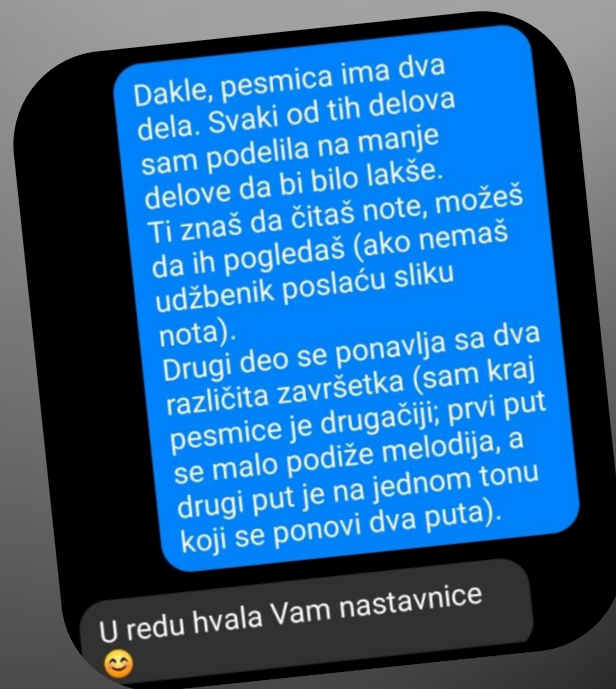 Dakle, pesmica ima dva
dela. Svaki od tih delova
sam podelila na manje
delove da bi bilo lakše.
Ti znaš da čitaš note, možeš
da ih pogledaš (ako nemaš
udžbenik poslaću sliku
nota).
Drugi deo se ponavlja sa dva
različita završetka (sam kraj
pesmice je drugačiji; prvi put
se malo podiže melodija, a
drugi put je na jednom tonu
koji se ponovi dva puta).
U redu hvala Vam nastavnice
😊